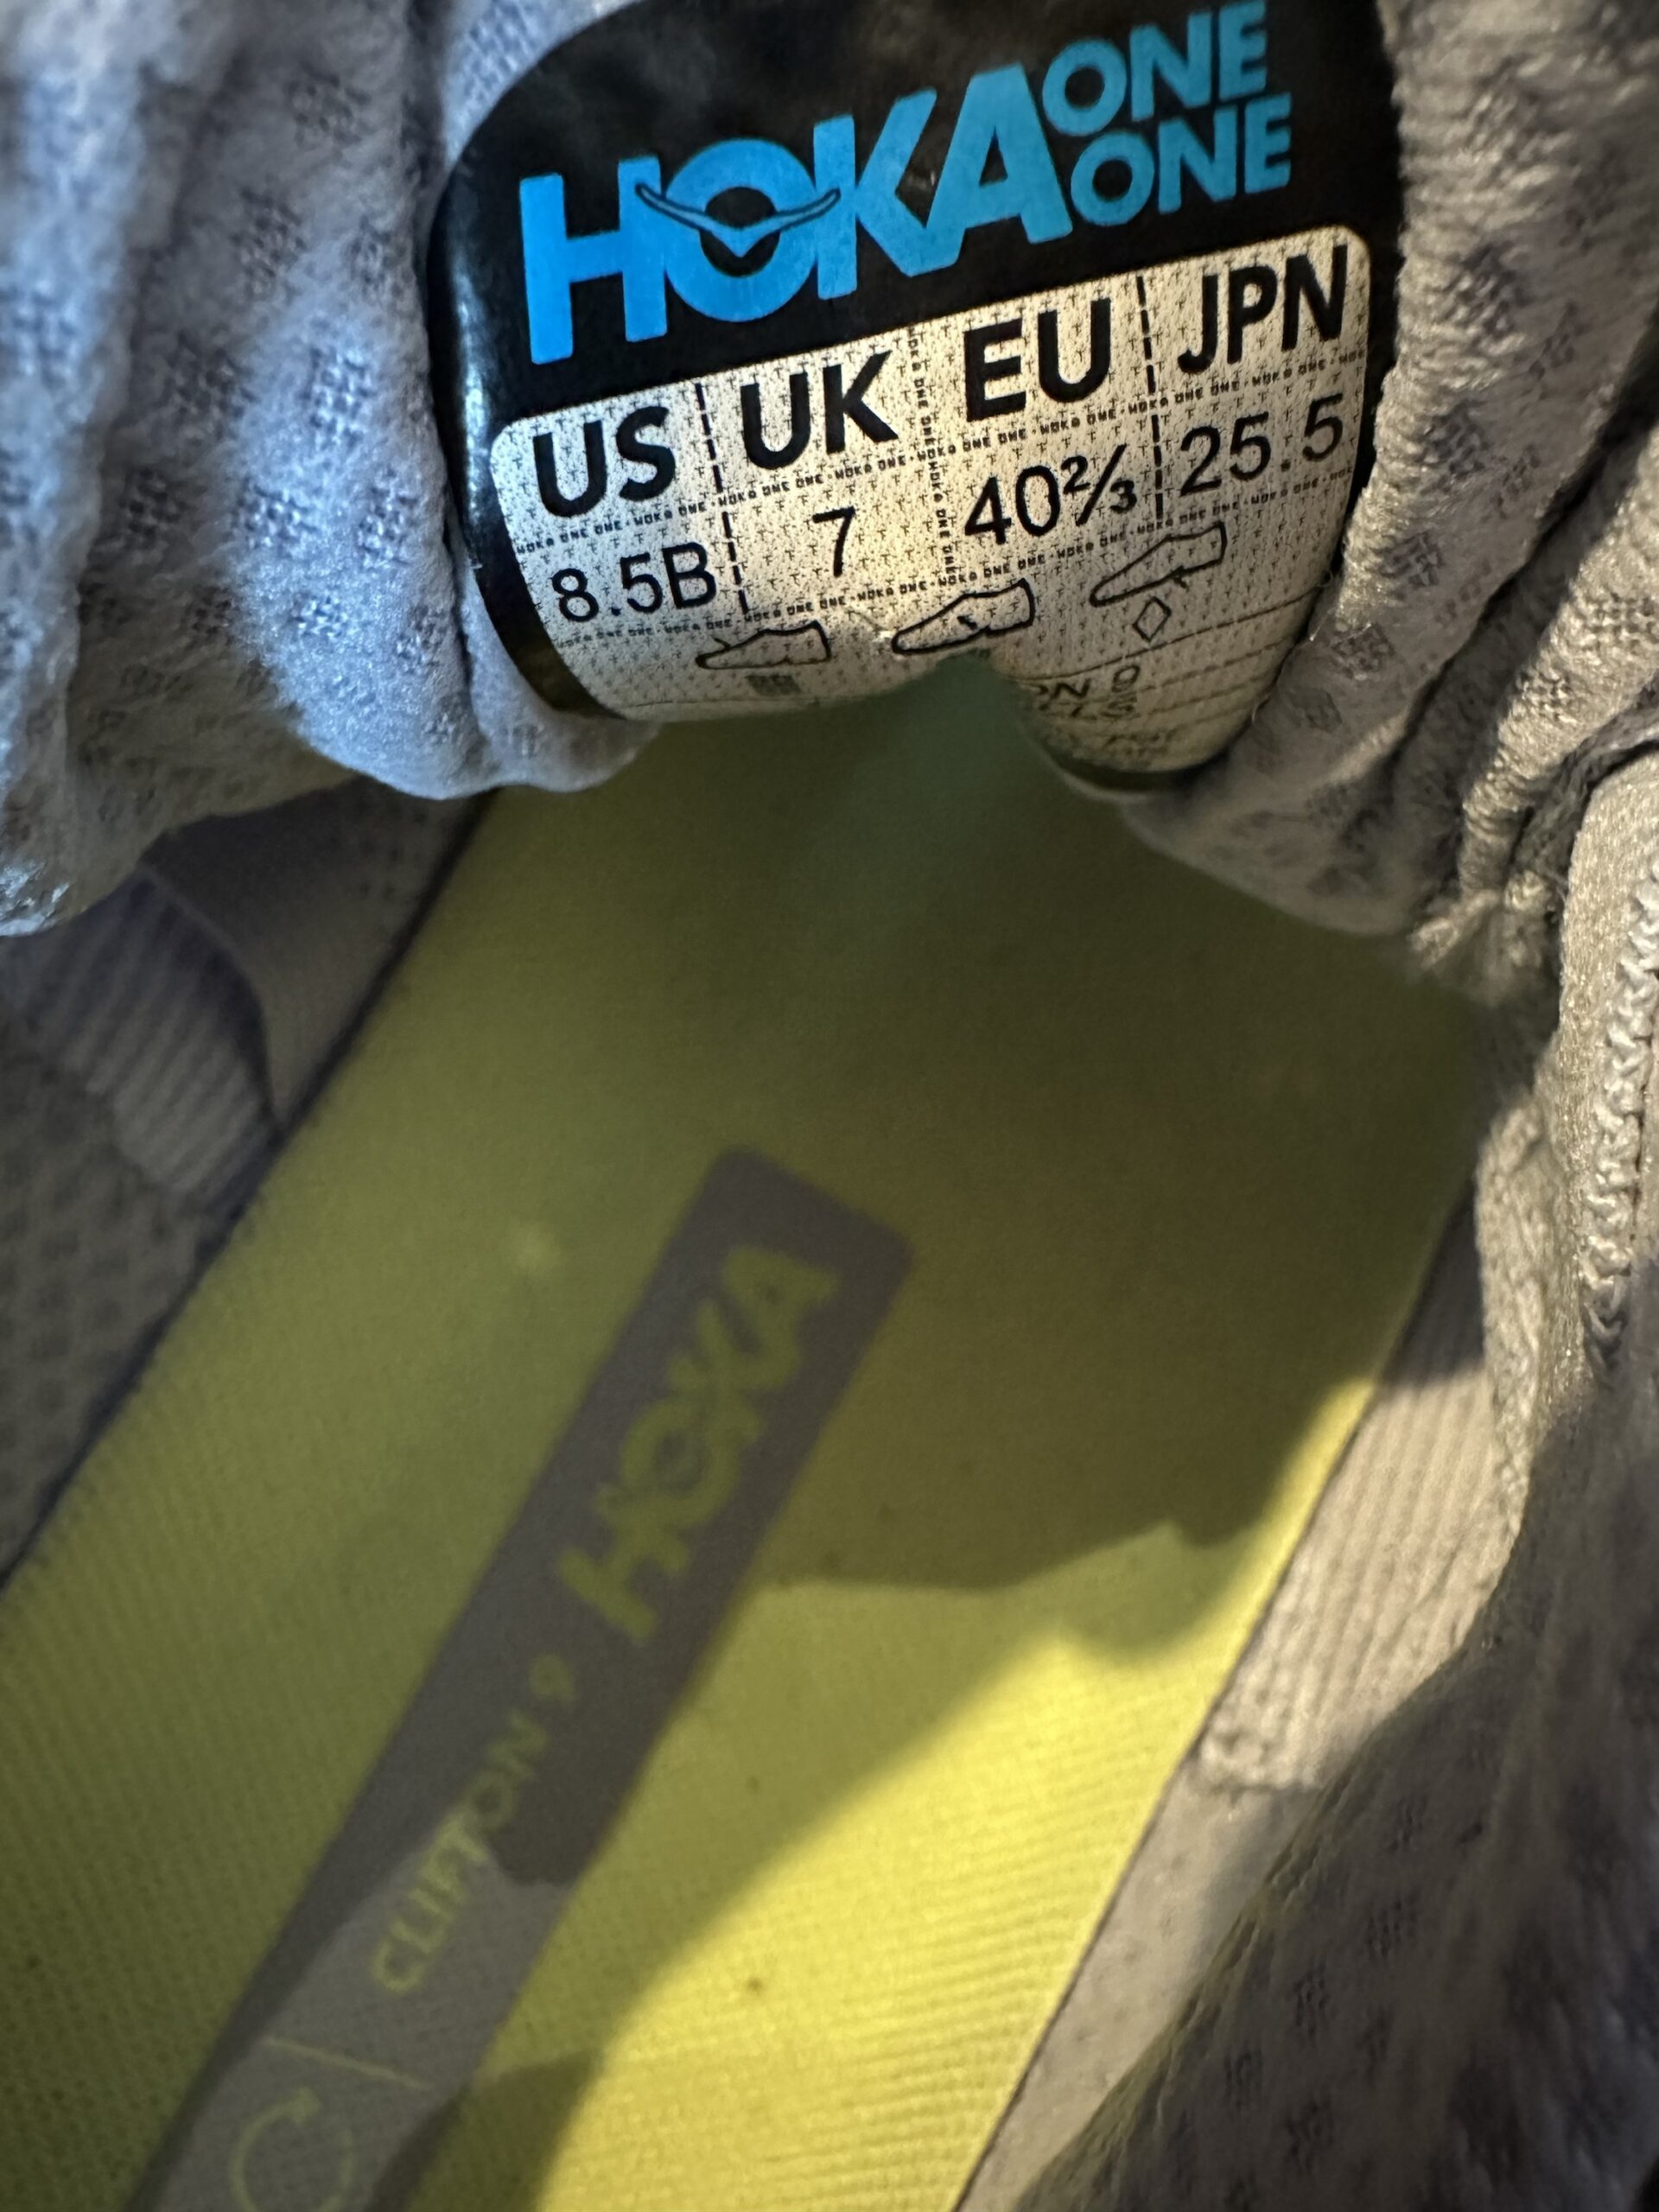 HOKA ONE
ONE
US UK EU JPN
8.5B 7 40⅔ 25.5
HOKA
CLIFTON 9